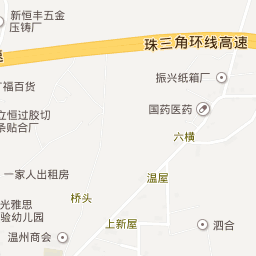 新恒丰五金
压铸厂
珠三角环线高速
广福百货
振兴纸箱厂
国药医药
立恒过胶切
条贴合厂
六横
一家人出租房
温屋
桥头
光雅思
验幼儿园
上新屋
泗合
温州商会